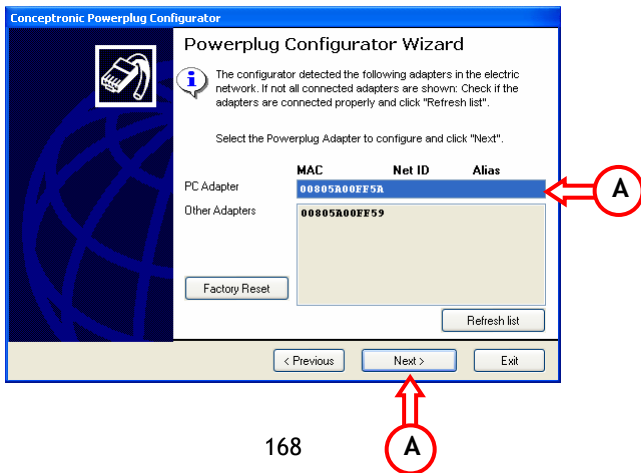 Conceptronic Powerplug Configurator
Powerplug Configurator Wizard
The configurator detected the following adapters in the electric
network. If not all connected adapters are shown: Check if the
adapters are connected properly and click "Refresh list".
Select the Powerplug Adapter to configure and click "Next".
MAC Net ID Alias
PC Adapter 00805A00FF5A
A
Other Adapters 00805A00FF59
Factory Reset
Refresh list
< Previous Next > Exit
168 A